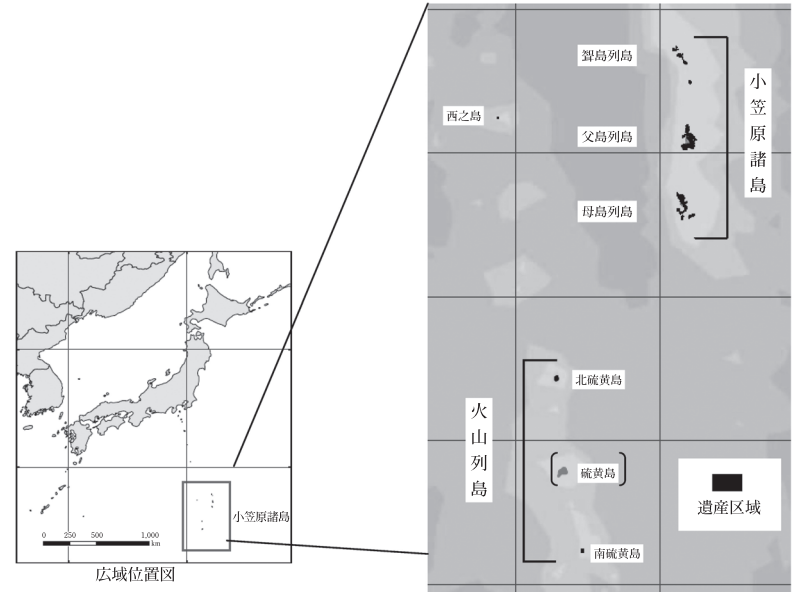 聟島列島
小笠原諸島
西之島
父島列島
母島列島
北硫黄島
火山列島
硫黄島
遺産区域
南硫黄島
小笠原諸島
0 250 500 1,000
km
広域位置図